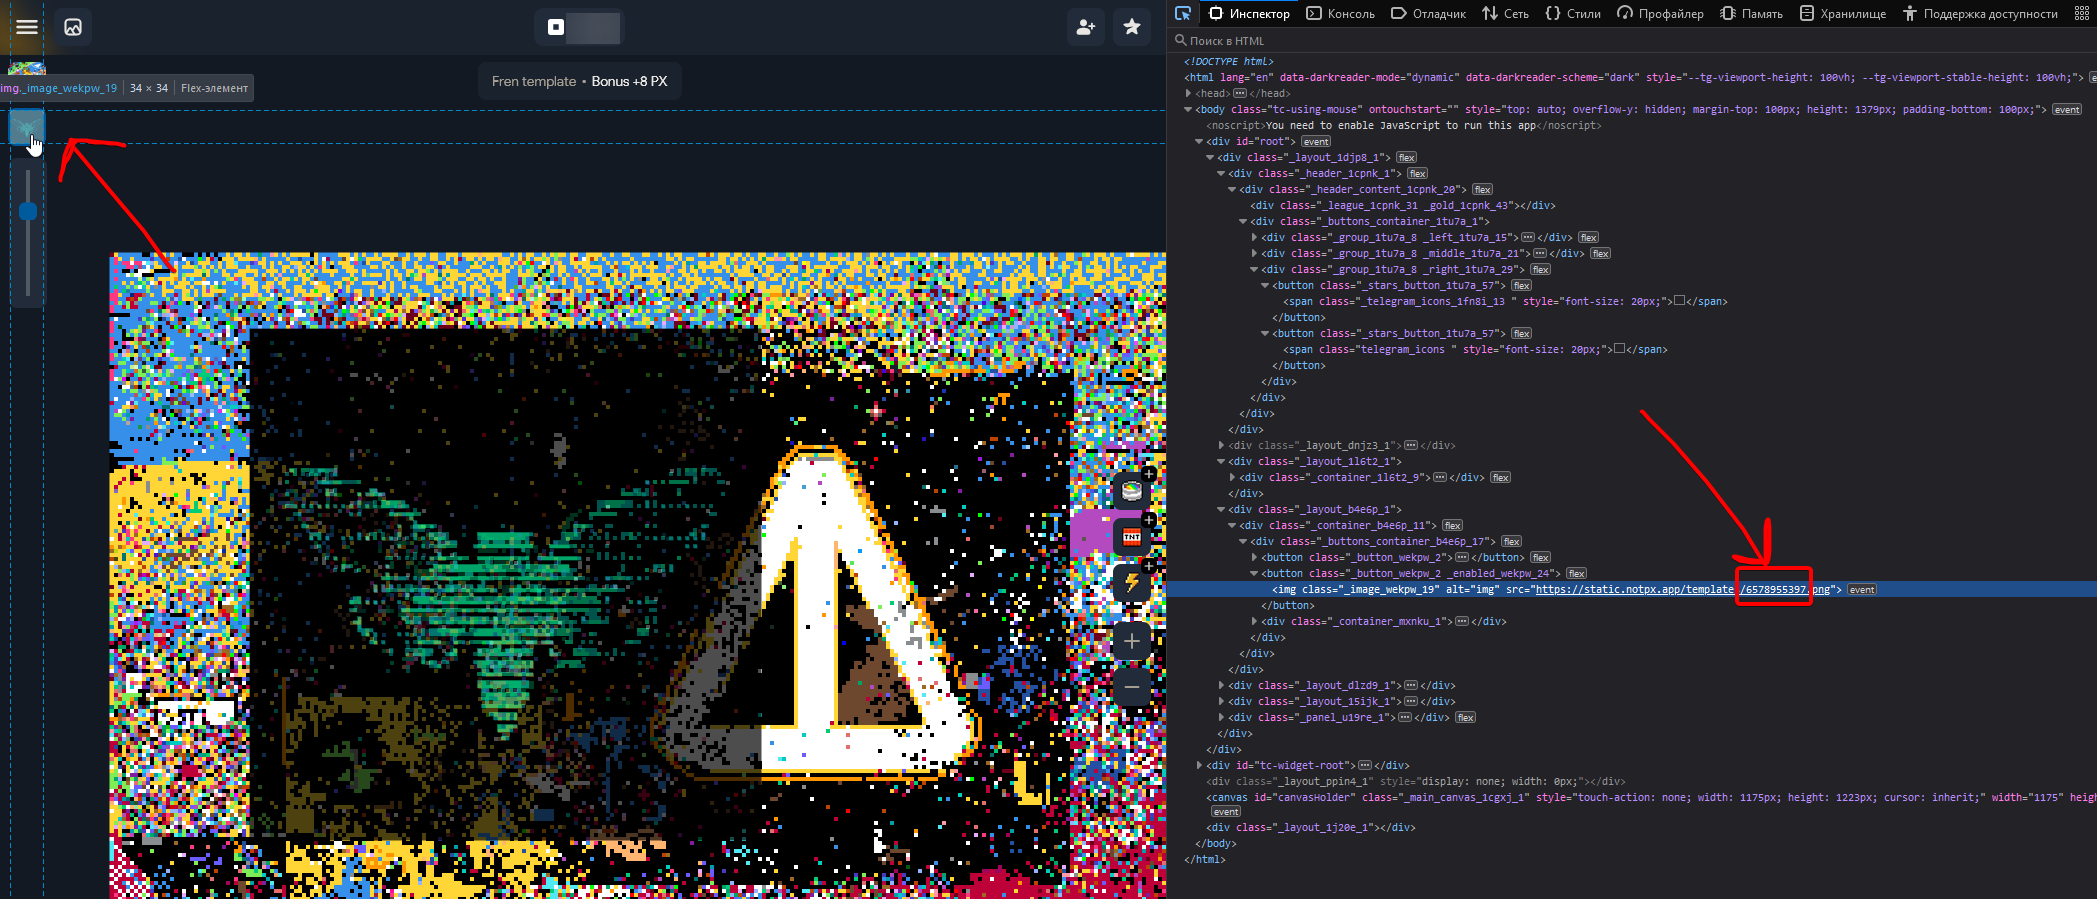 Fren template • Bonus +8 PX
img._image_wekpw_19 | 34 × 34 | Flex-элемент
TNT
Инспектор Консоль Отладчик Сеть Стили Профайлер Память Хранилище Поддержка доступности
Поиск в HTML
<!DOCTYPE html>
<html lang="en" data-darkreader-mode="dynamic" data-darkreader-scheme="dark" style="--tg-viewport-height: 100vh; --tg-viewport-stable-height: 100vh;">
<head> ••• </head>
<body class="tc-using-mouse" ontouchstart="" style="top: auto; overflow-y: hidden; margin-top: 100px; height: 1379px; padding-bottom: 100px;"> event
<noscript>You need to enable JavaScript to run this app</noscript>
<div id="root"> event
<div class="_layout_1djp8_1"> flex
<div class="_header_1cpnk_1"> flex
<div class="_header_content_1cpnk_20"> flex
<div class="_league_1cpnk_31 _gold_1cpnk_43"></div>
<div class="_buttons_container_1tu7a_1">
<div class="_group_1tu7a_8 _left_1tu7a_15"> ••• </div> flex
<div class="_group_1tu7a_8 _middle_1tu7a_21"> ••• </div> flex
<div class="_group_1tu7a_8 _right_1tu7a_29"> flex
<button class="_stars_button_1tu7a_57"> flex
<span class="_telegram_icons_1fn8i_13 " style="font-size: 20px;"></span>
</button>
<button class="_stars_button_1tu7a_57"> flex
<span class="telegram_icons " style="font-size: 20px;"></span>
</button>
</div>
</div>
</div>
</div>
<div class="_layout_dnjz3_1"> ••• </div>
<div class="_layout_1l6t2_1">
<div class="_container_1l6t2_9"> ••• </div> flex
</div>
<div class="_layout_b4e6p_1">
<div class="_container_b4e6p_11"> flex
<div class="_buttons_container_b4e6p_17"> flex
<button class="_button_wekpw_2"> ••• </button> flex
<button class="_button_wekpw_2 _enabled_wekpw_24"> flex
<img class="_image_wekpw_19" alt="img" src="https://static.notpx.app/template /6578955397.png"> event
</button>
<div class="_container_mxnku_1"> ••• </div>
</div>
</div>
</div>
<div class="_layout_dlzd9_1"> ••• </div>
<div class="_layout_15ijk_1"> ••• </div>
<div class="_panel_u19re_1"> ••• </div> flex
</div>
</div>
<div id="tc-widget-root"> ••• </div>
<div class="_layout_ppin4_1" style="display: none; width: 0px;"></div>
<canvas id="canvasHolder" class="_main_canvas_1cgxj_1" style="touch-action: none; width: 1175px; height: 1223px; cursor: inherit;" width="1175"
event
<div class="_layout_1j20e_1"></div>
</body>
</html>